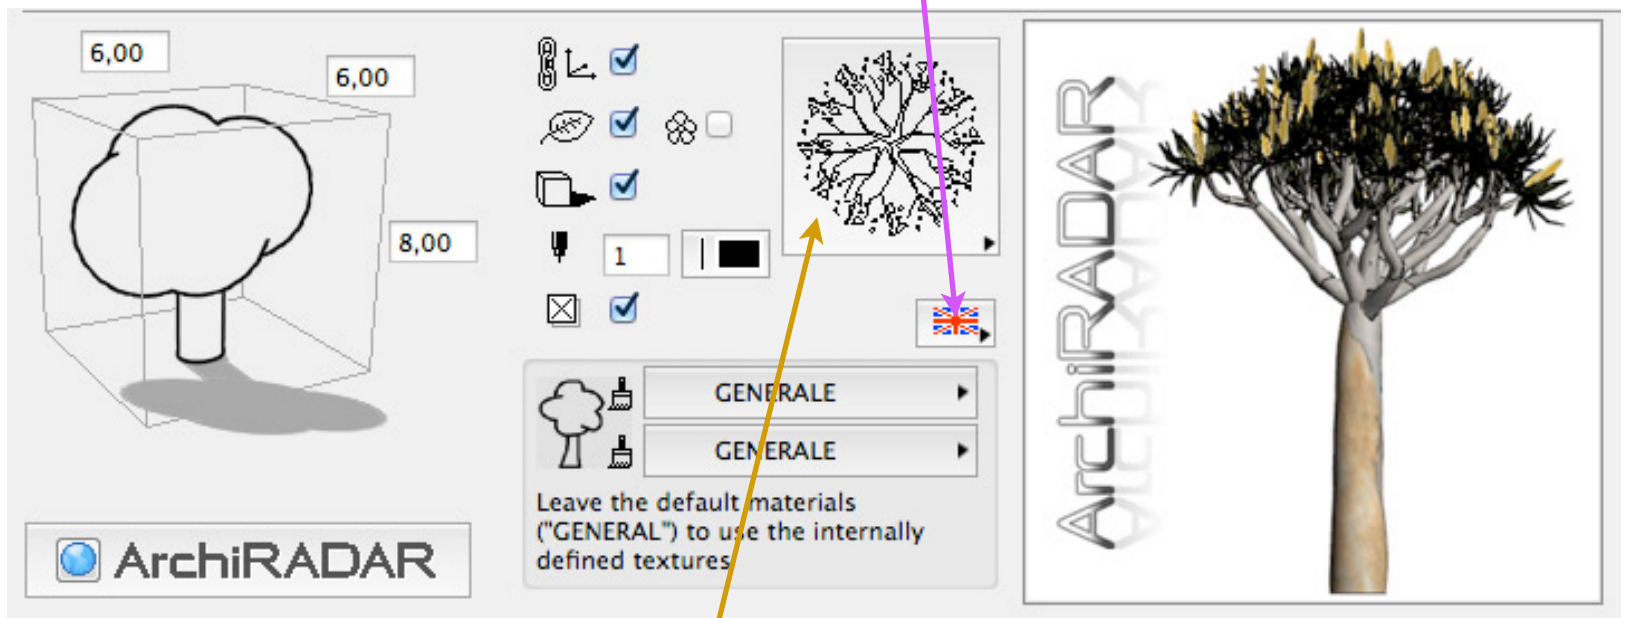 6,00
6,00
8,00
1
GENERALE
GENERALE
Leave the default materials
("GENERAL") to use the internally
defined textures
ArchiRADAR
ArchiRADAR